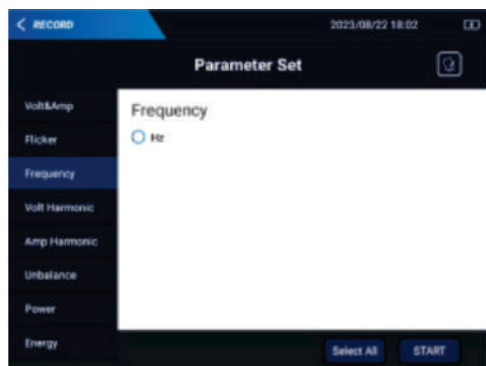 RECORD
2023/08/22 18:02
Parameter Set
Volt&Amp
Flicker
Frequency
Volt Harmonic
Amp Harmonic
Unbalance
Power
Energy
Frequency
Hz
Select All
START